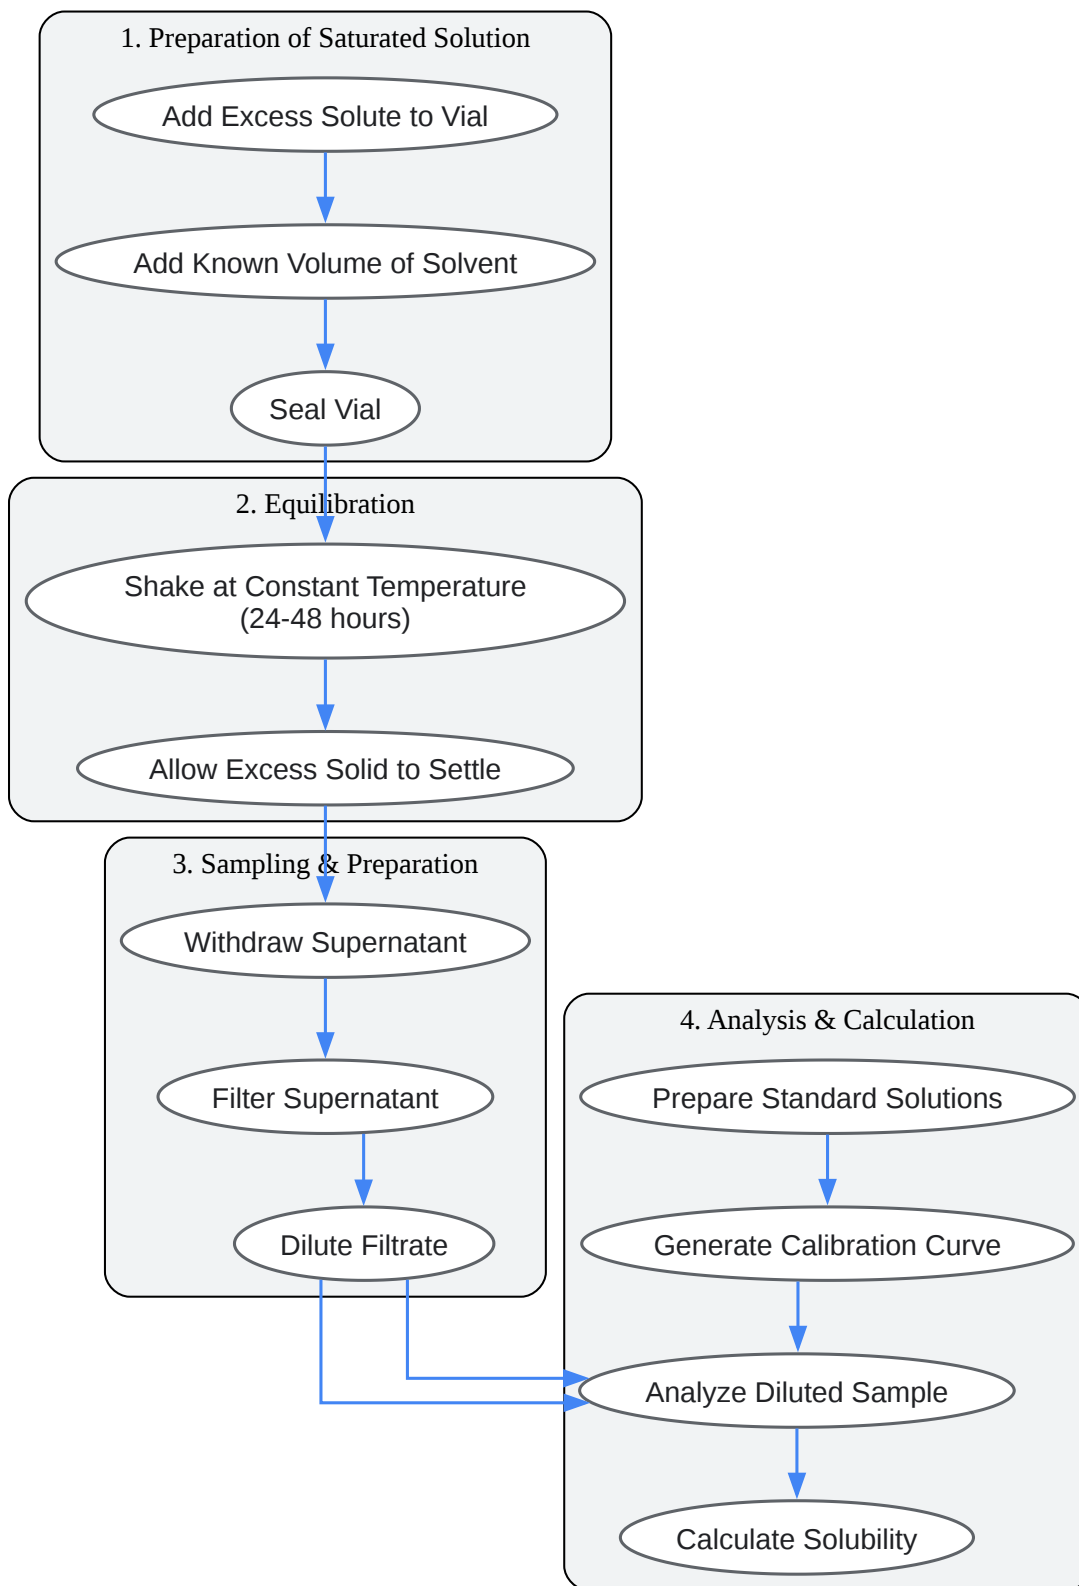 1. Preparation of Saturated Solution
Add Excess Solute to Vial
Add Known Volume of Solvent
Seal Vial
2. Equilibration
Shake at Constant Temperature
(24-48 hours)
Allow Excess Solid to Settle
3. Sampling & Preparation
Withdraw Supernatant
Filter Supernatant
Dilute Filtrate
4. Analysis & Calculation
Prepare Standard Solutions
Generate Calibration Curve
Analyze Diluted Sample
Calculate Solubility